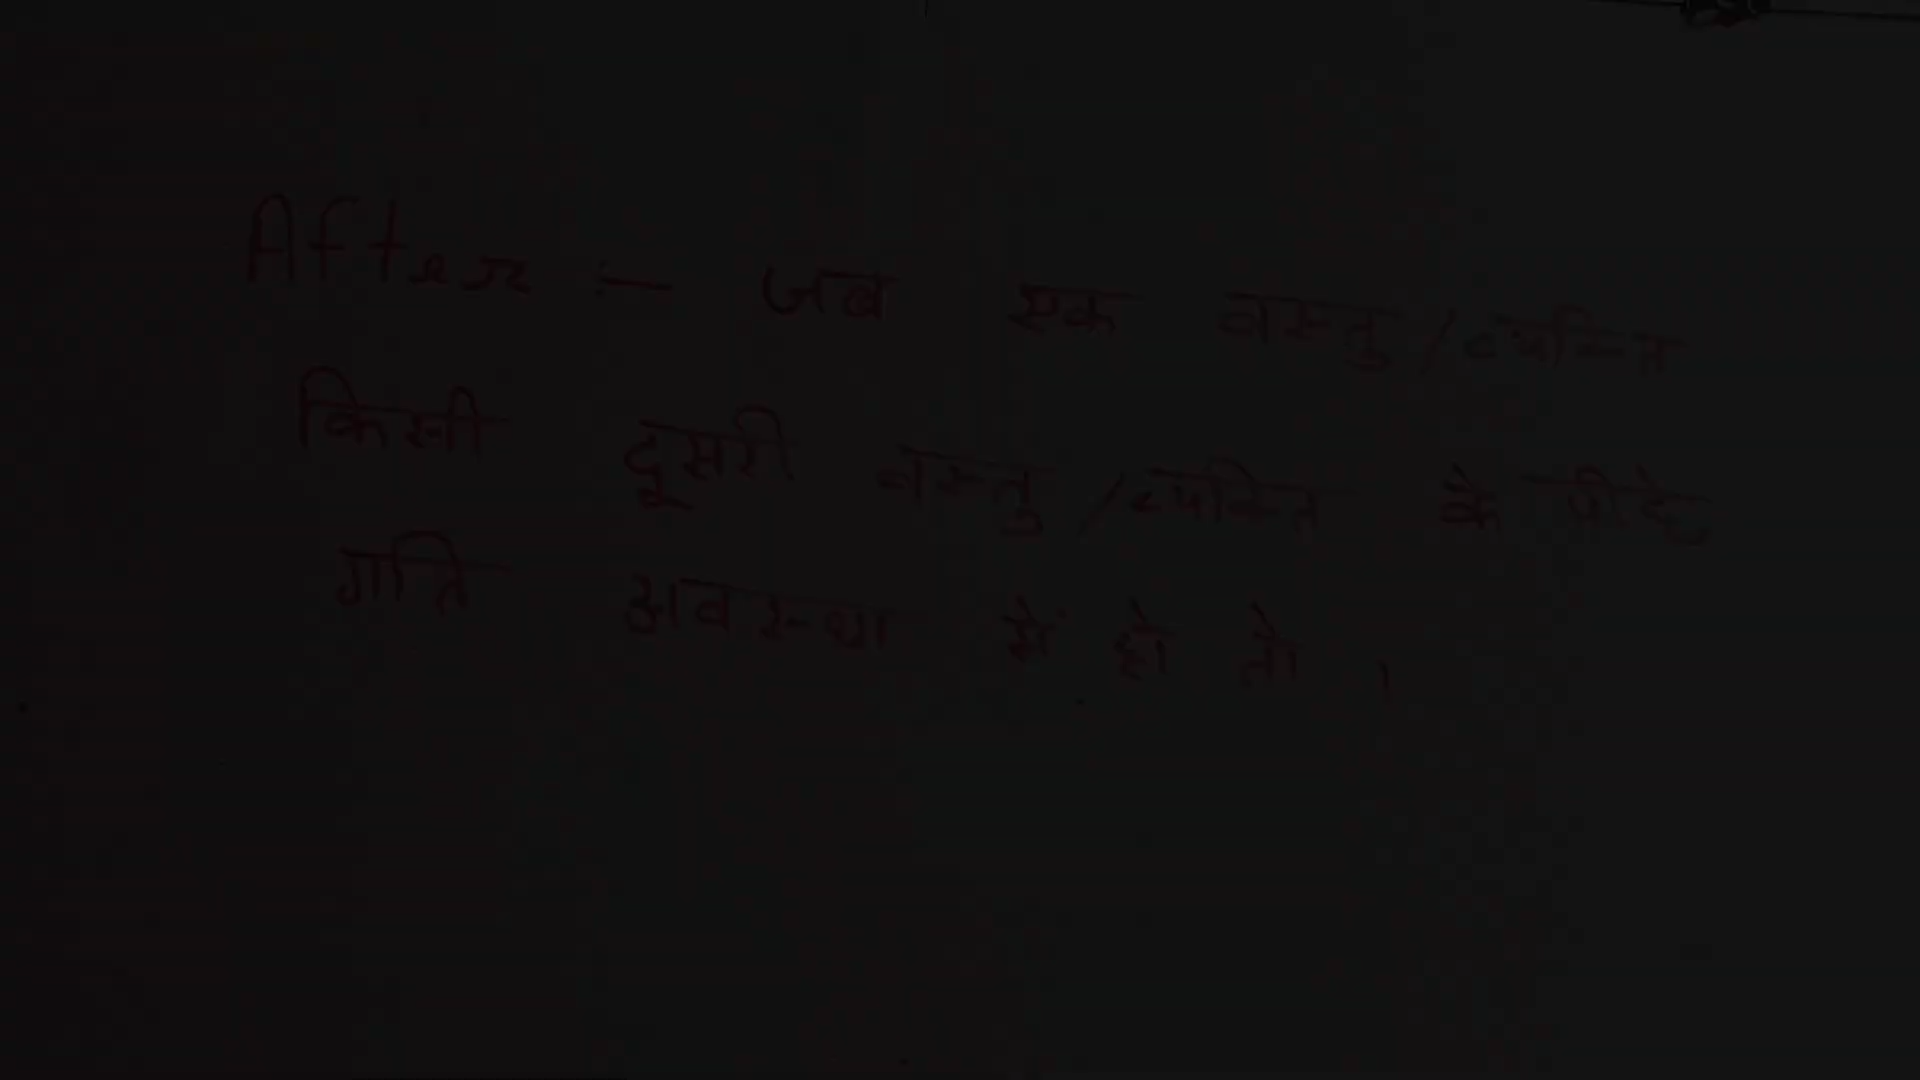 After :- जब एक वस्तु/व्यक्ति
किसी दूसरी वस्तु/व्यक्ति के पीछे
गति अवस्था में हो तो ।